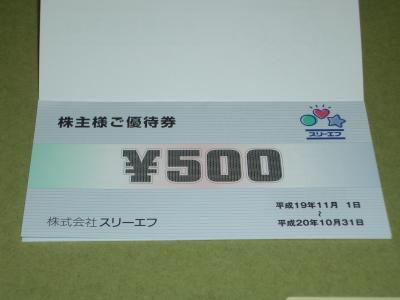 株主様ご優待券
スリーエフ
¥500
平成19年11月 1日
~
平成20年10月31日
株式会社スリーエフ